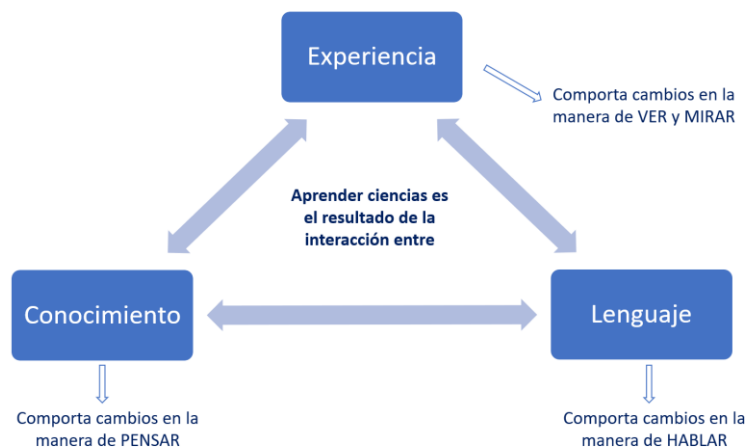 Experiencia
Comporta cambios en la
manera de VER y MIRAR
Aprender ciencias es
el resultado de la
interacción entre
Conocimiento
Lenguaje
Comporta cambios en la
manera de PENSAR
Comporta cambios en la
manera de HABLAR